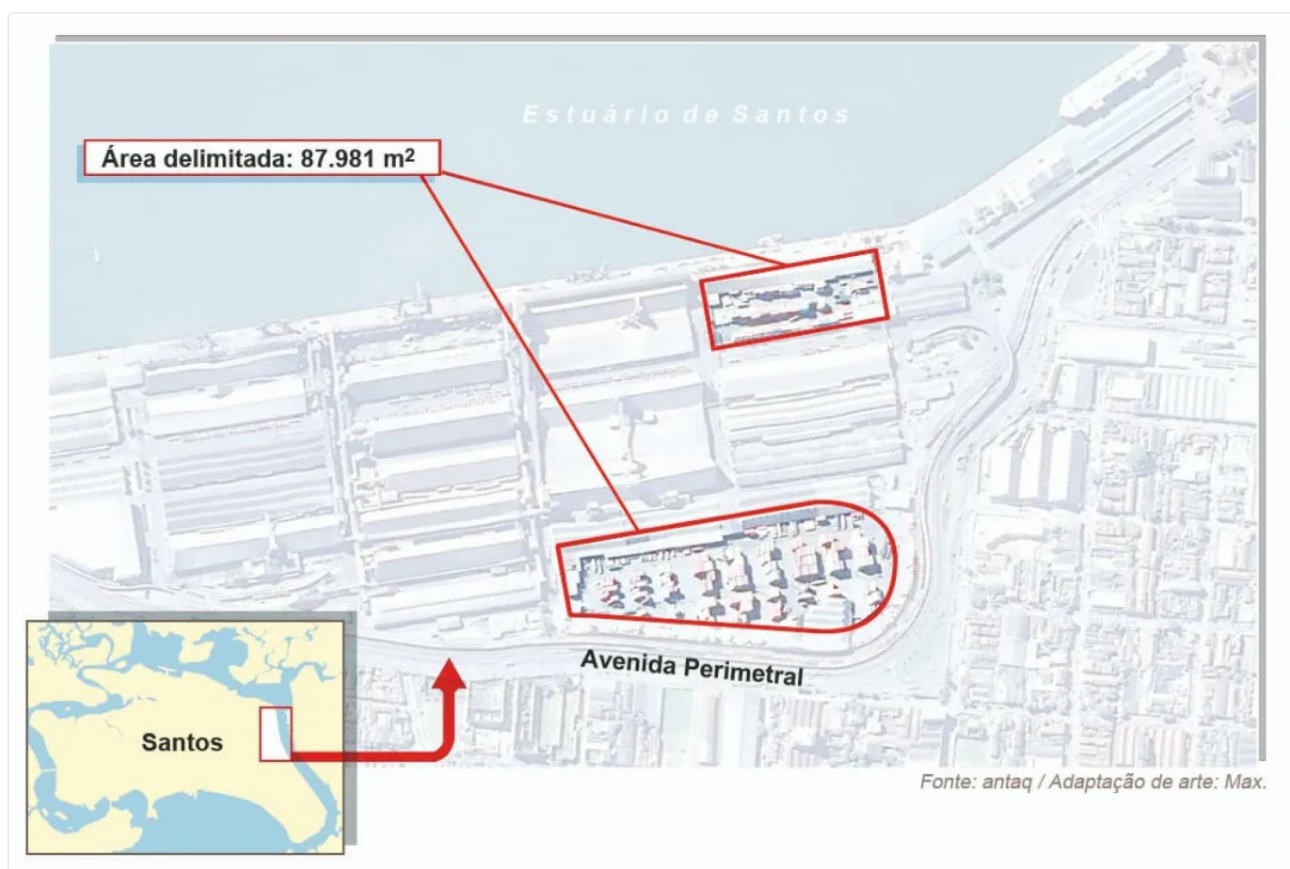 Estuário de Santos
Área delimitada: 87.981 m²
Avenida Perimetral
Santos
Fonte: antaq / Adaptação de arte: Max.